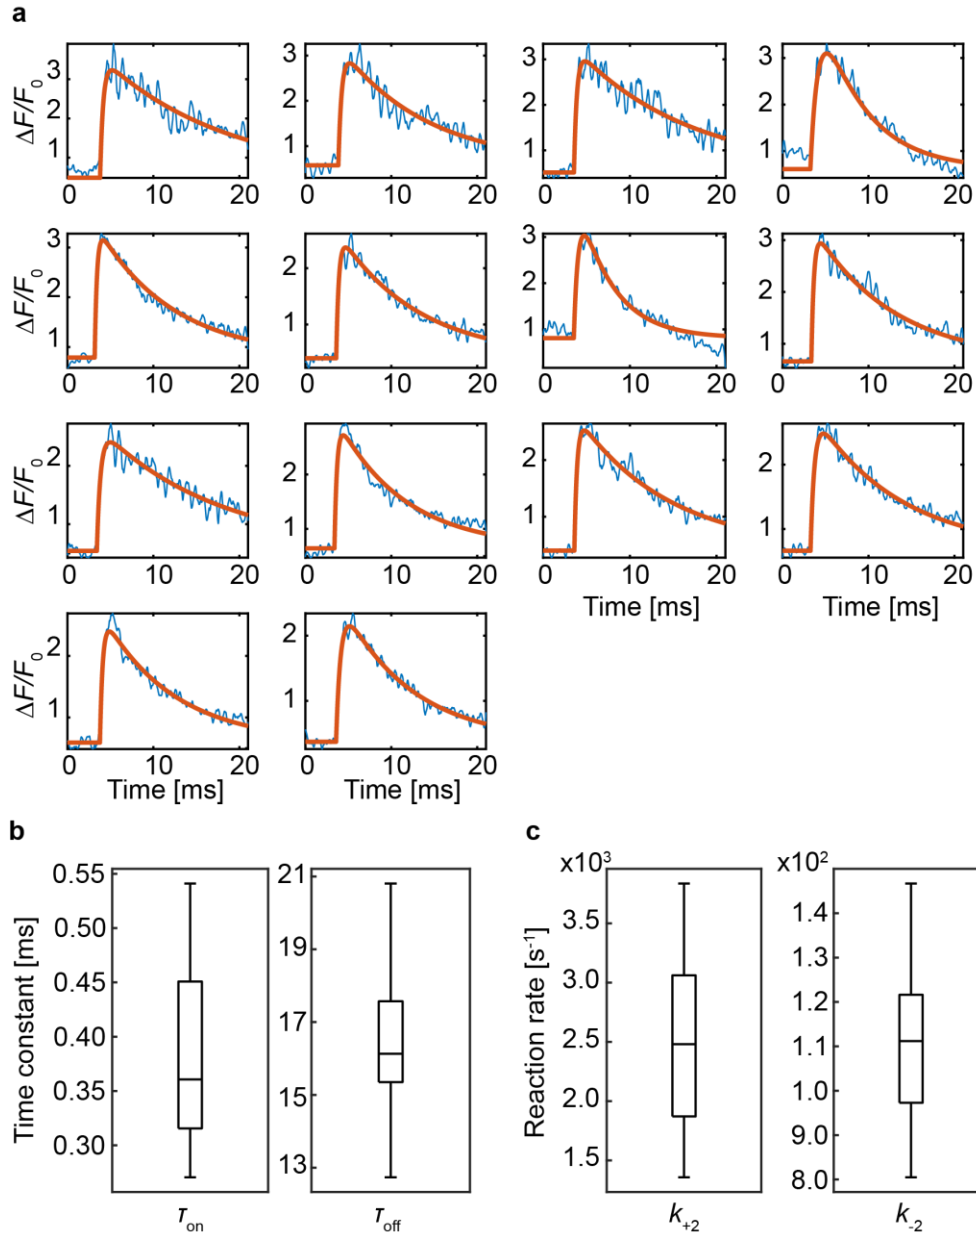 a
ΔF/F0
3
2
1
0 10 20
3
2
1
0 10 20
3
2
1
0 10 20
3
2
1
0 10 20
ΔF/F0
3
2
1
0 10 20
2
1
0 10 20
3
2
1
0 10 20
3
2
1
0 10 20
ΔF/F0
2
1
0 10 20
2
1
0 10 20
2
1
0 10 20
Time [ms]
2
1
0 10 20
Time [ms]
ΔF/F0
2
1
0 10 20
Time [ms]
2
1
0 10 20
Time [ms]
b
Time constant [ms]
0.55
0.50
0.45
0.40
0.35
0.30
τon
21
19
17
15
13
τoff
c
Reaction rate [s-1]
x10³
3.5
3.0
2.5
2.0
1.5
k+2
x10²
1.4
1.3
1.2
1.1
1.0
9.0
8.0
k-2